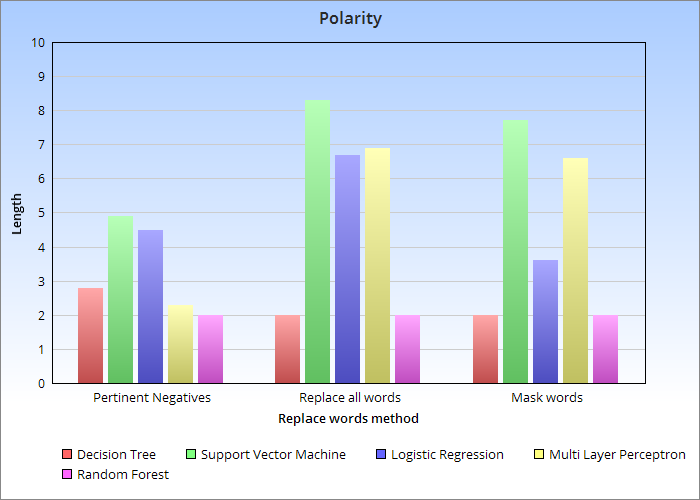 Polarity
10
9
8
7
6
5
4
3
2
1
0
Length
Pertinent Negatives
Replace all words
Mask words
Replace words method
Decision Tree
Support Vector Machine
Logistic Regression
Multi Layer Perceptron
Random Forest